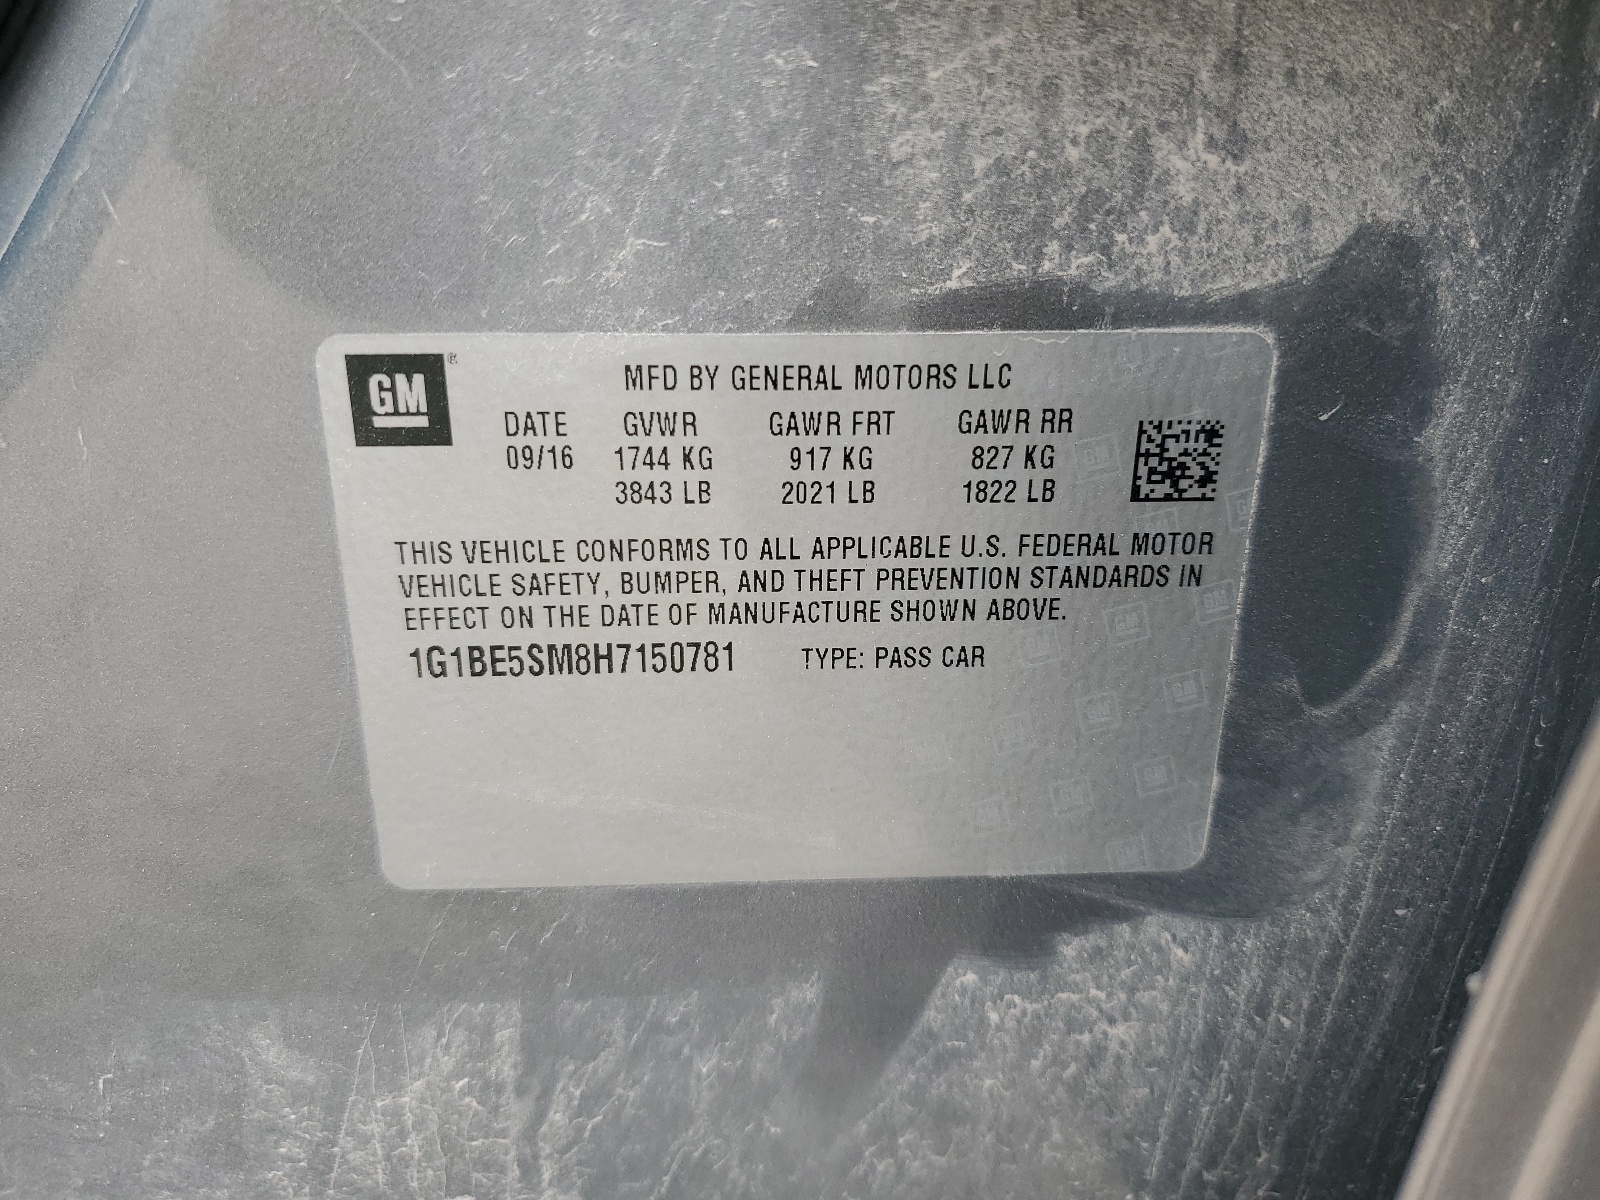 GM®
MFD BY GENERAL MOTORS LLC
DATE GVWR GAWR FRT GAWR RR
09/16 1744 KG 917 KG 827 KG
3843 LB 2021 LB 1822 LB
THIS VEHICLE CONFORMS TO ALL APPLICABLE U.S. FEDERAL MOTOR
VEHICLE SAFETY, BUMPER, AND THEFT PREVENTION STANDARDS IN
EFFECT ON THE DATE OF MANUFACTURE SHOWN ABOVE.
1G1BE5SM8H7150781 TYPE: PASS CAR